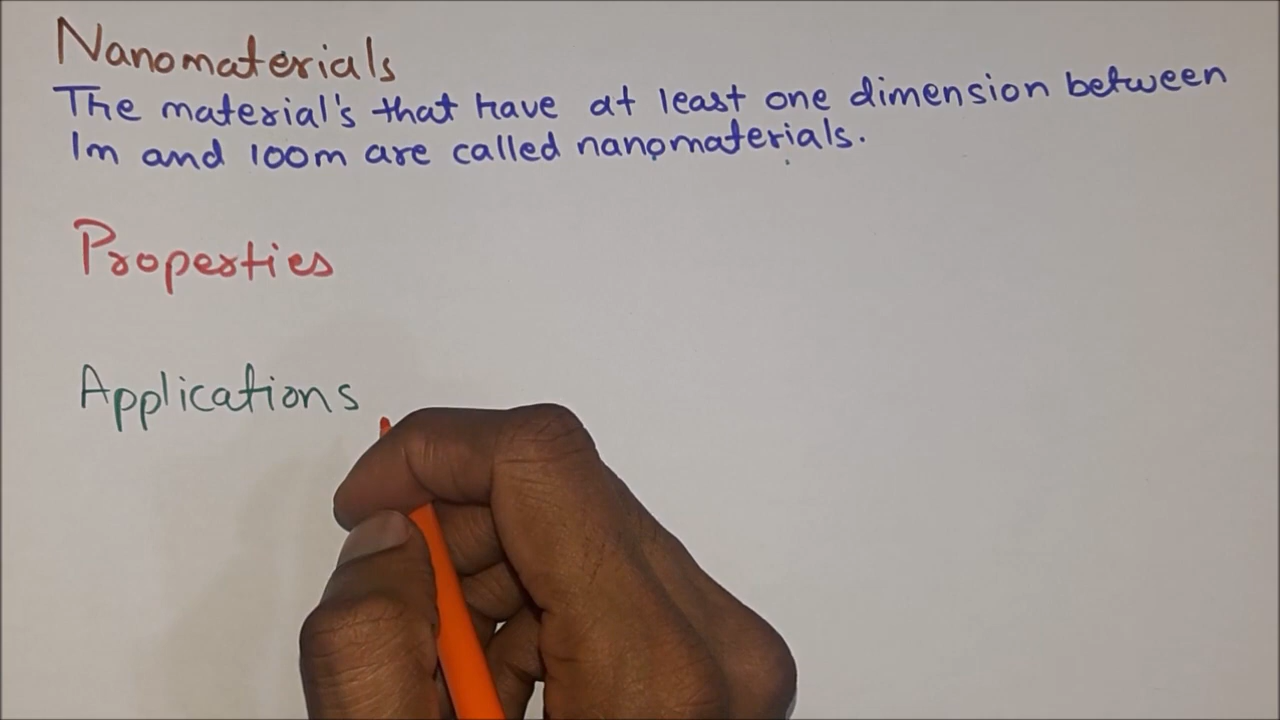 Nanomaterials
The material's that have at least one dimension between
1m and 100m are called nanomaterials.
Properties
Applications